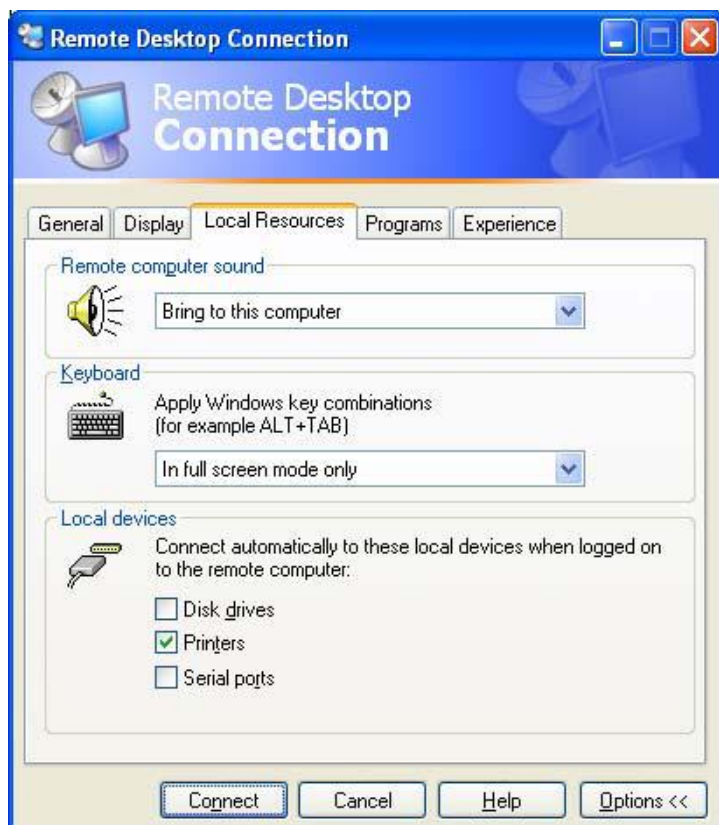 Remote Desktop Connection
Remote Desktop
Connection
General Display Local Resources Programs Experience
Remote computer sound
Bring to this computer
Keyboard
Apply Windows key combinations
(for example ALT+TAB)
In full screen mode only
Local devices
Connect automatically to these local devices when logged on
to the remote computer:
Disk drives
Printers
Serial ports
Connect Cancel Help Options <<